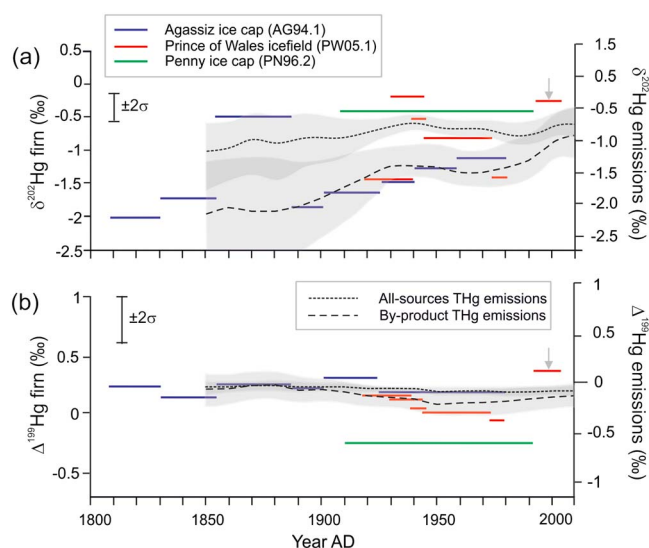 Agassiz ice cap (AG94.1)
Prince of Wales icefield (PW05.1)
Penny ice cap (PN96.2)
(a)
0.5
0
-0.5
-1
-1.5
-2
-2.5
δ²⁰²Hg firn (‰)
±2σ
1.5
0.5
-0.5
-1
-1.5
-2
-2.5
δ²⁰²Hg emissions (‰)
(b)
1
0.5
0
-0.5
Δ¹⁹⁹Hg firn (‰)
±2σ
All-sources THg emissions
By-product THg emissions
1
0.5
0
-0.5
-1
Δ¹⁹⁹Hg emissions (‰)
1800 1850 1900 1950 2000
Year AD